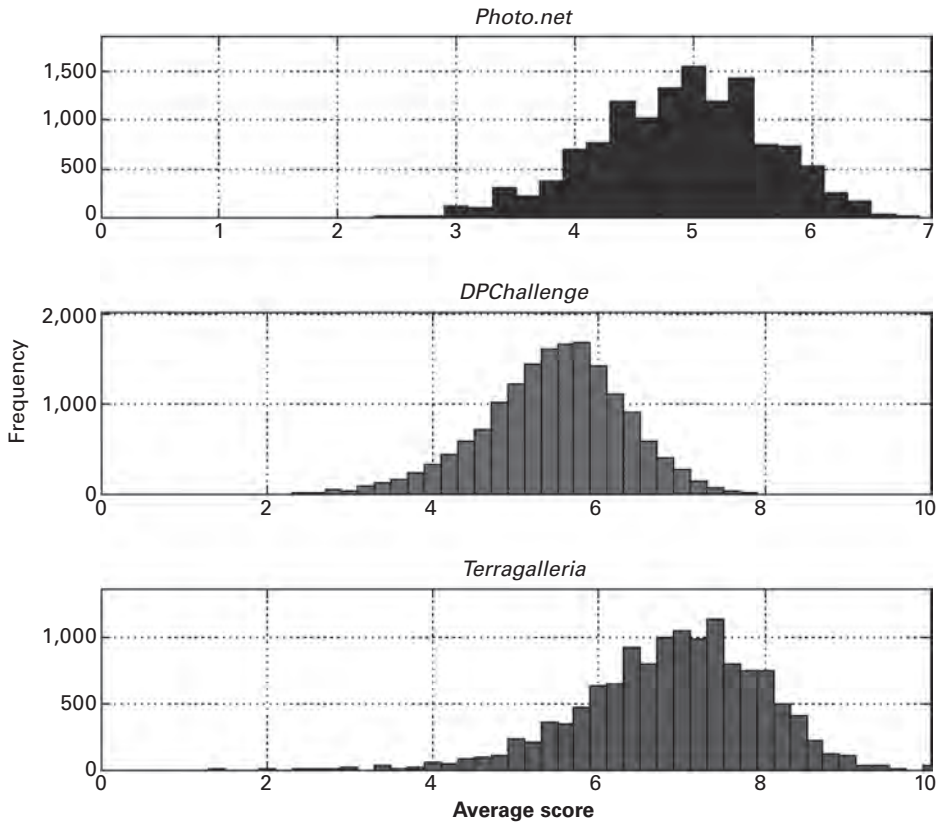 Photo.net
1,500
1,000
500
0
0 1 2 3 4 5 6 7
DPChallenge
2,000
1,000
0
0 2 4 6 8 10
Frequency
Terragalleria
1,000
500
0
0 2 4 6 8 10
Average score